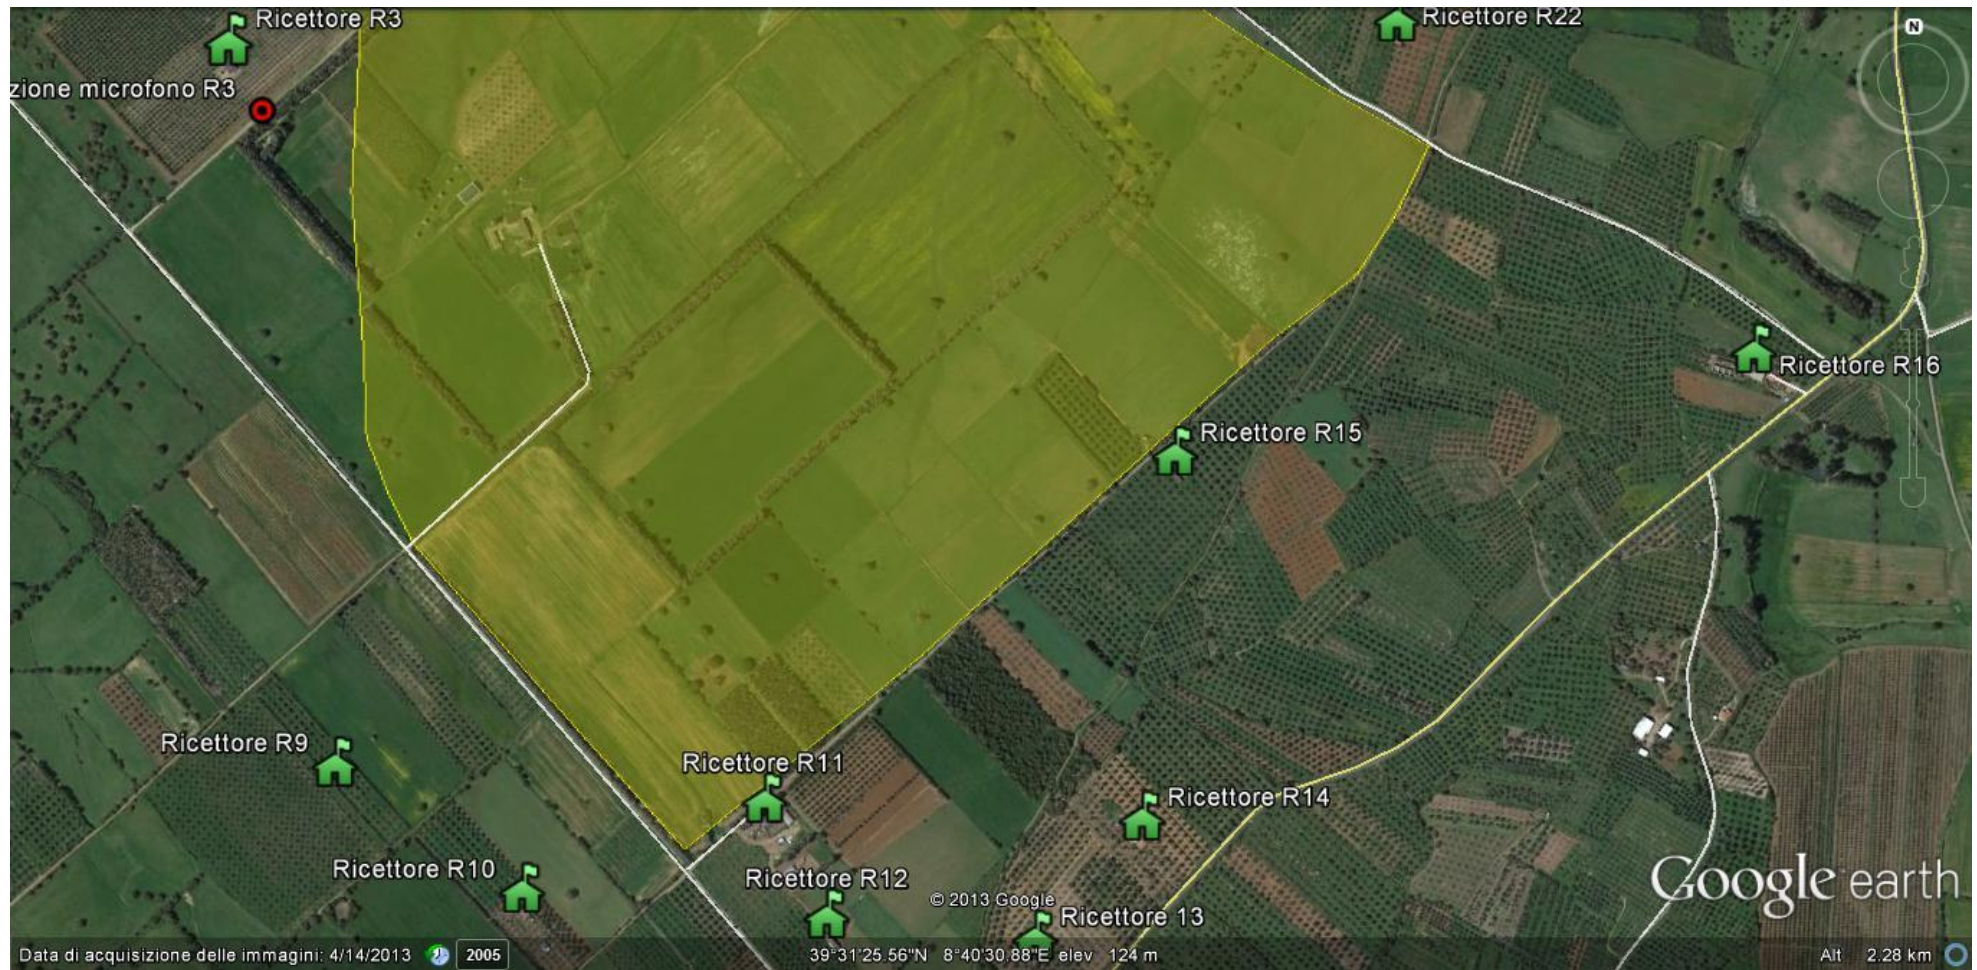 Ricettore R3
Ricettore R22
zione microfono R3
N
Ricettore R16
Ricettore R15
Ricettore R9
Ricettore R11
Ricettore R14
Ricettore R10
Ricettore R12
© 2013 Google
Ricettore 13
Google earth
Data di acquisizione delle immagini: 4/14/2013 2005 39°31'25.56"N 8°40'30.88"E elev 124 m Alt 2.28 km